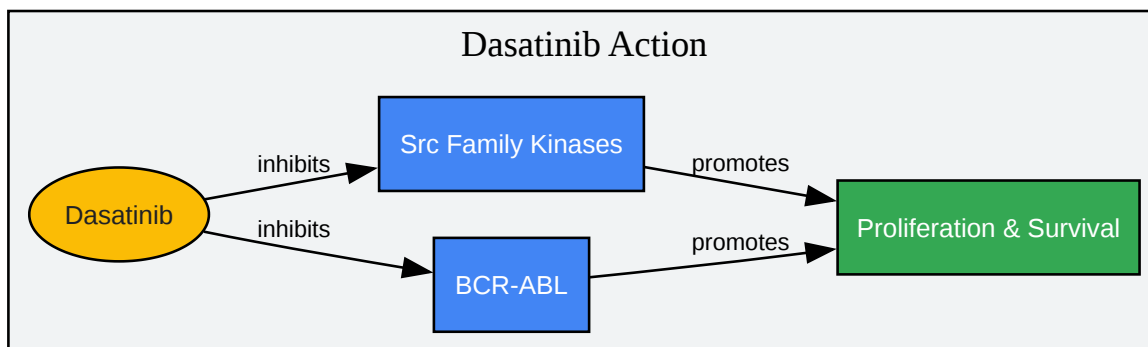 Dasatinib Action
Src Family Kinases
inhibits
promotes
Dasatinib
Proliferation & Survival
inhibits
promotes
BCR-ABL